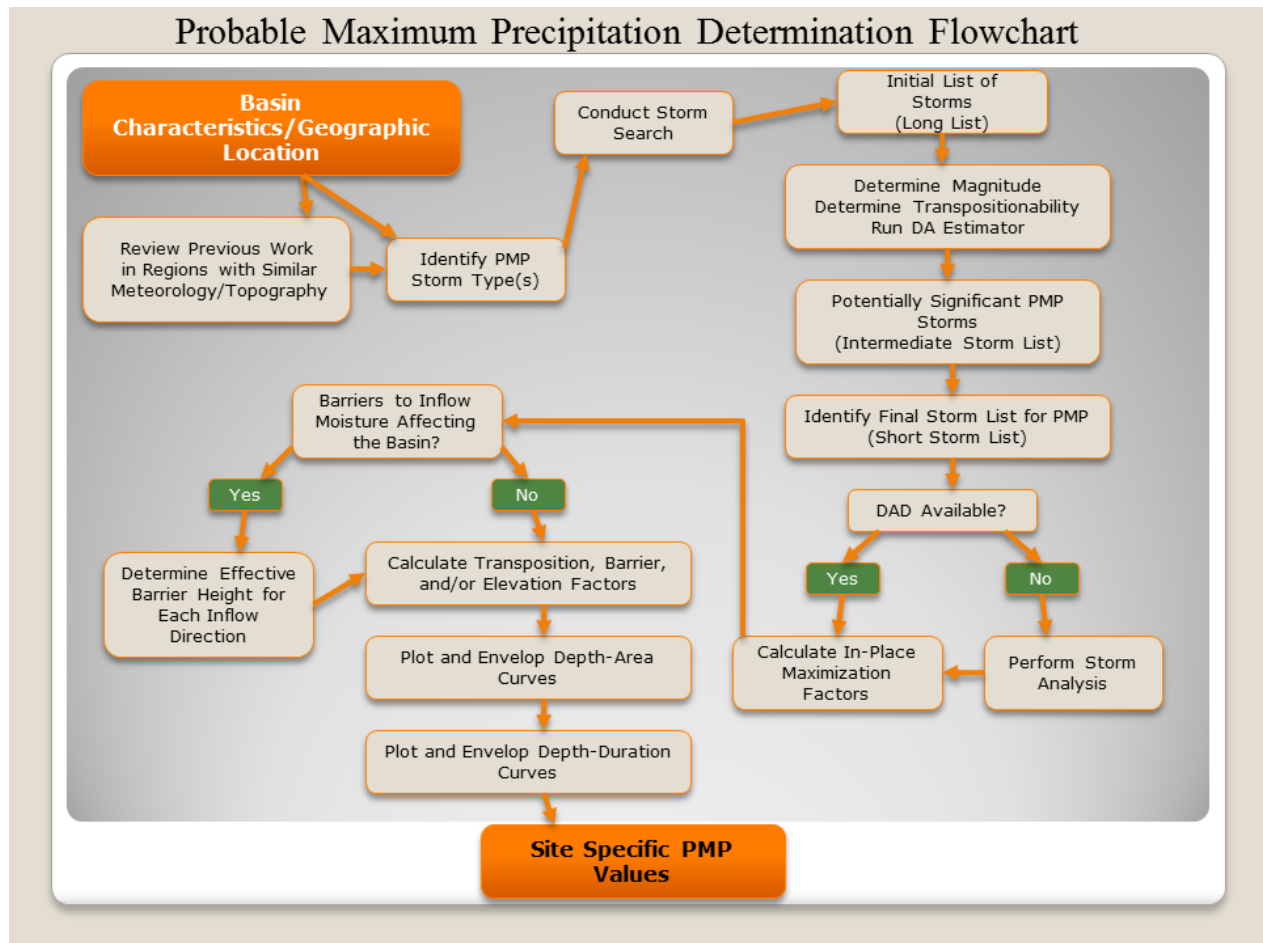 Probable Maximum Precipitation Determination Flowchart
Basin
Characteristics/Geographic
Location
Review Previous Work
in Regions with Similar
Meteorology/Topography
Identify PMP
Storm Type(s)
Conduct Storm
Search
Initial List of
Storms
(Long List)
Determine Magnitude
Determine Transpositionability
Run DA Estimator
Potentially Significant PMP
Storms
(Intermediate Storm List)
Identify Final Storm List for PMP
(Short Storm List)
DAD Available?
Yes
No
Perform Storm
Analysis
Calculate In-Place
Maximization
Factors
Barriers to Inflow
Moisture Affecting
the Basin?
Yes
No
Determine Effective
Barrier Height for
Each Inflow
Direction
Calculate Transposition, Barrier,
and/or Elevation Factors
Plot and Envelop Depth-Area
Curves
Plot and Envelop Depth-Duration
Curves
Site Specific PMP
Values